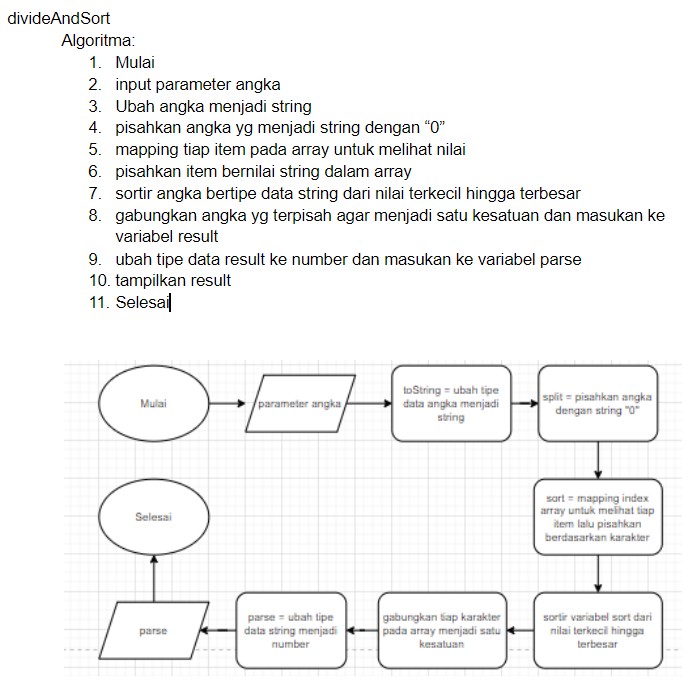 divideAndSort
Algoritma:
1. Mulai
2. input parameter angka
3. Ubah angka menjadi string
4. pisahkan angka yg menjadi string dengan “0”
5. mapping tiap item pada array untuk melihat nilai
6. pisahkan item bernilai string dalam array
7. sortir angka bertipe data string dari nilai terkecil hingga terbesar
8. gabungkan angka yg terpisah agar menjadi satu kesatuan dan masukan ke
variabel result
9. ubah tipe data result ke number dan masukan ke variabel parse
10. tampilkan result
11. Selesai
Mulai
parameter angka
toString = ubah tipe
data angka menjadi
string
split = pisahkan angka
dengan string "0"
sort = mapping index
array untuk melihat tiap
item lalu pisahkan
berdasarkan karakter
sortir variabel sort dari
nilai terkecil hingga
terbesar
gabungkan tiap karakter
pada array menjadi satu
kesatuan
parse = ubah tipe
data string menjadi
number
parse
Selesai